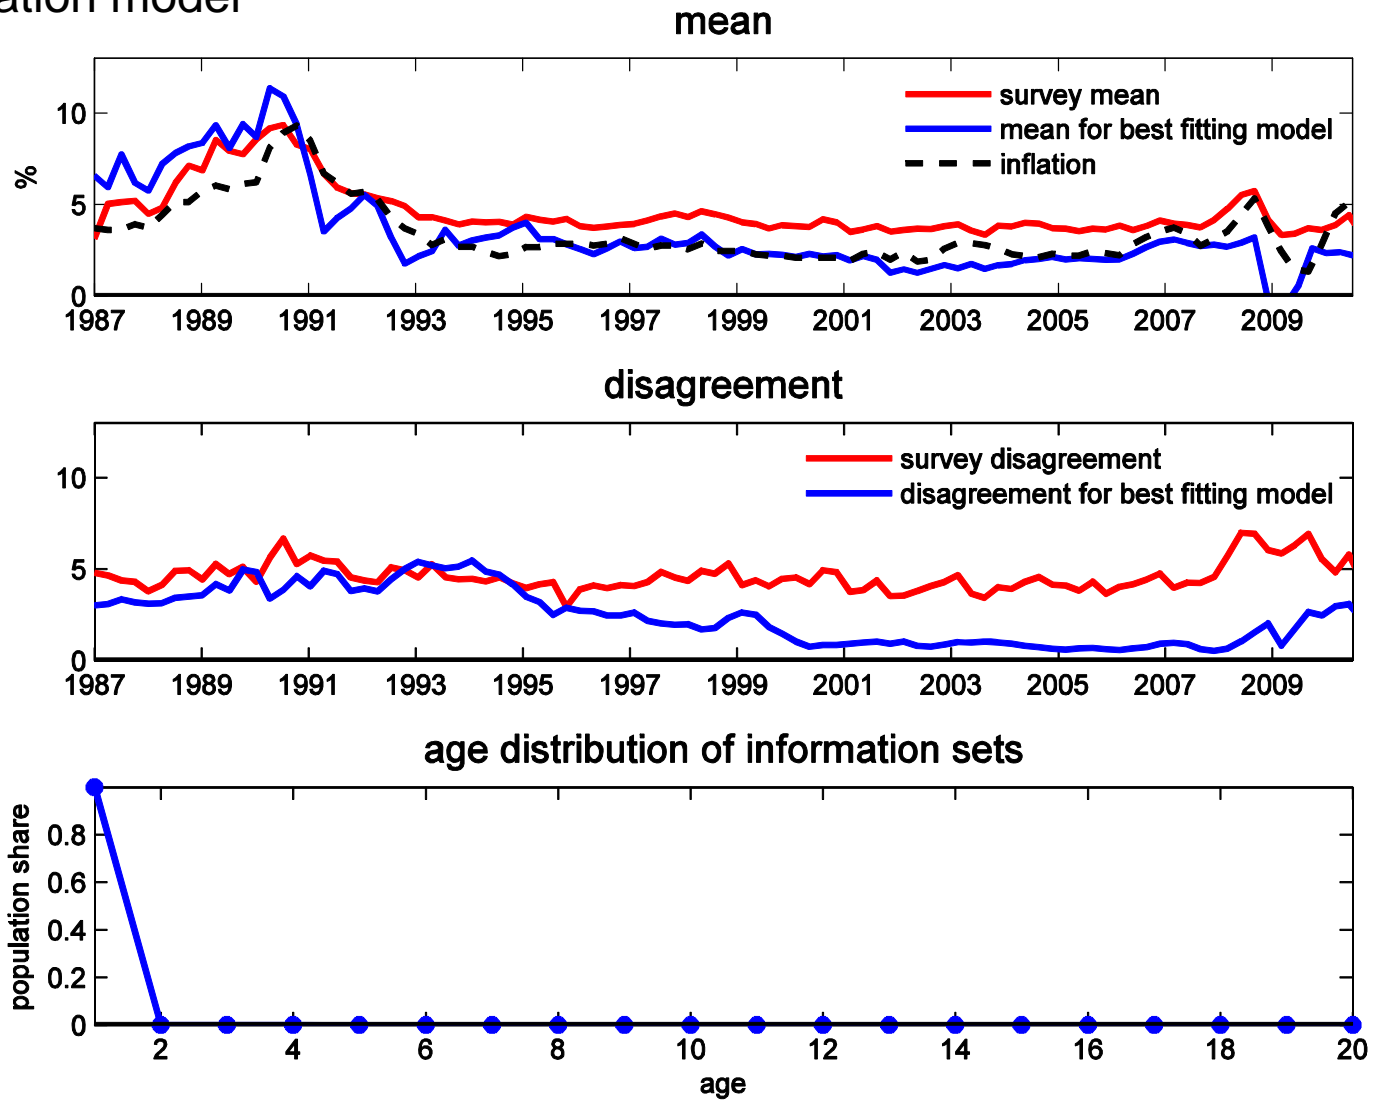 ation model
mean
10
5
0
%
survey mean
mean for best fitting model
inflation
1987 1989 1991 1993 1995 1997 1999 2001 2003 2005 2007 2009
disagreement
10
5
0
survey disagreement
disagreement for best fitting model
1987 1989 1991 1993 1995 1997 1999 2001 2003 2005 2007 2009
age distribution of information sets
population share
0.8
0.6
0.4
0.2
0
2 4 6 8 10 12 14 16 18 20
age